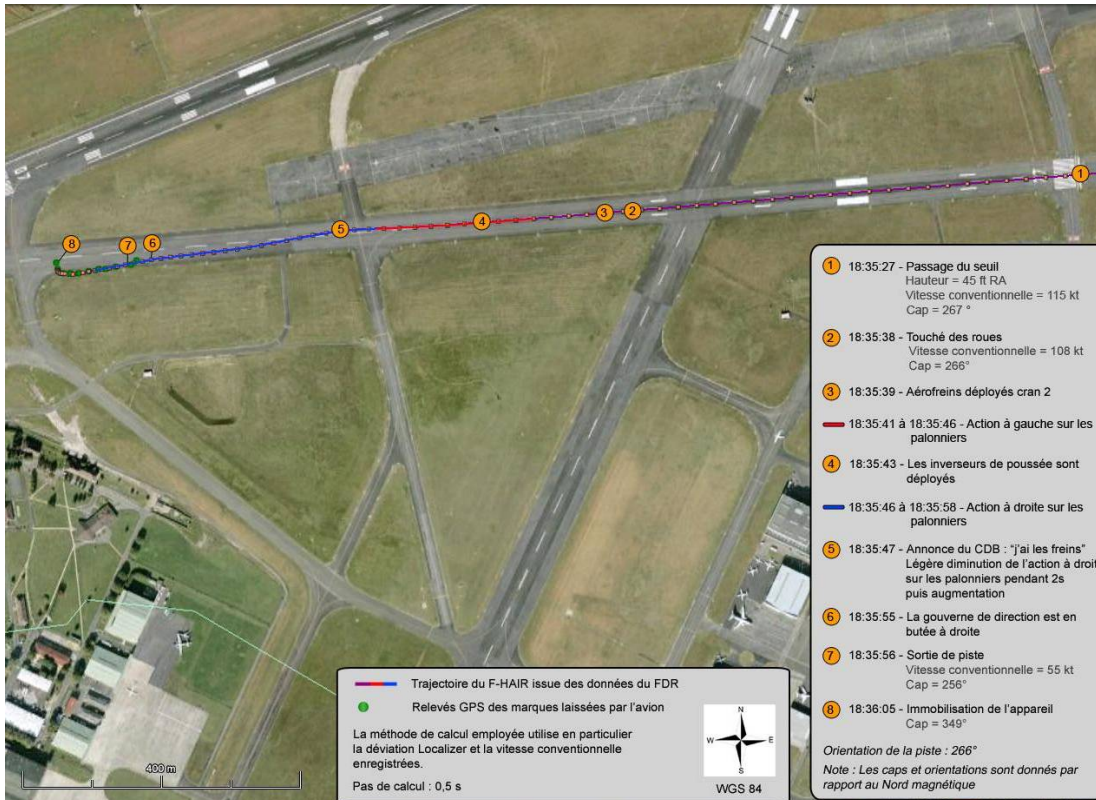 1
2
3
4
5
6
7
8
1 18:35:27 - Passage du seuil
Hauteur = 45 ft RA
Vitesse conventionnelle = 115 kt
Cap = 267 °
2 18:35:38 - Touché des roues
Vitesse conventionnelle = 108 kt
Cap = 266°
3 18:35:39 - Aérofreins déployés cran 2
18:35:41 à 18:35:46 - Action à gauche sur les
palonniers
4 18:35:43 - Les inverseurs de poussée sont
déployés
18:35:46 à 18:35:58 - Action à droite sur les
palonniers
5 18:35:47 - Annonce du CDB : "j'ai les freins"
Légère diminution de l'action à droit
sur les palonniers pendant 2s
puis augmentation
6 18:35:55 - La gouverne de direction est en
butée à droite
7 18:35:56 - Sortie de piste
Vitesse conventionnelle = 55 kt
Cap = 256°
8 18:36:05 - Immobilisation de l'appareil
Cap = 349°
Orientation de la piste : 266°
Note : Les caps et orientations sont donnés par
rapport au Nord magnétique
Trajectoire du F-HAIR issue des données du FDR
Relevés GPS des marques laissées par l'avion
La méthode de calcul employée utilise en particulier
la déviation Localizer et la vitesse conventionnelle
enregistrées.
Pas de calcul : 0,5 s
N
W E
S
WGS 84
400 m